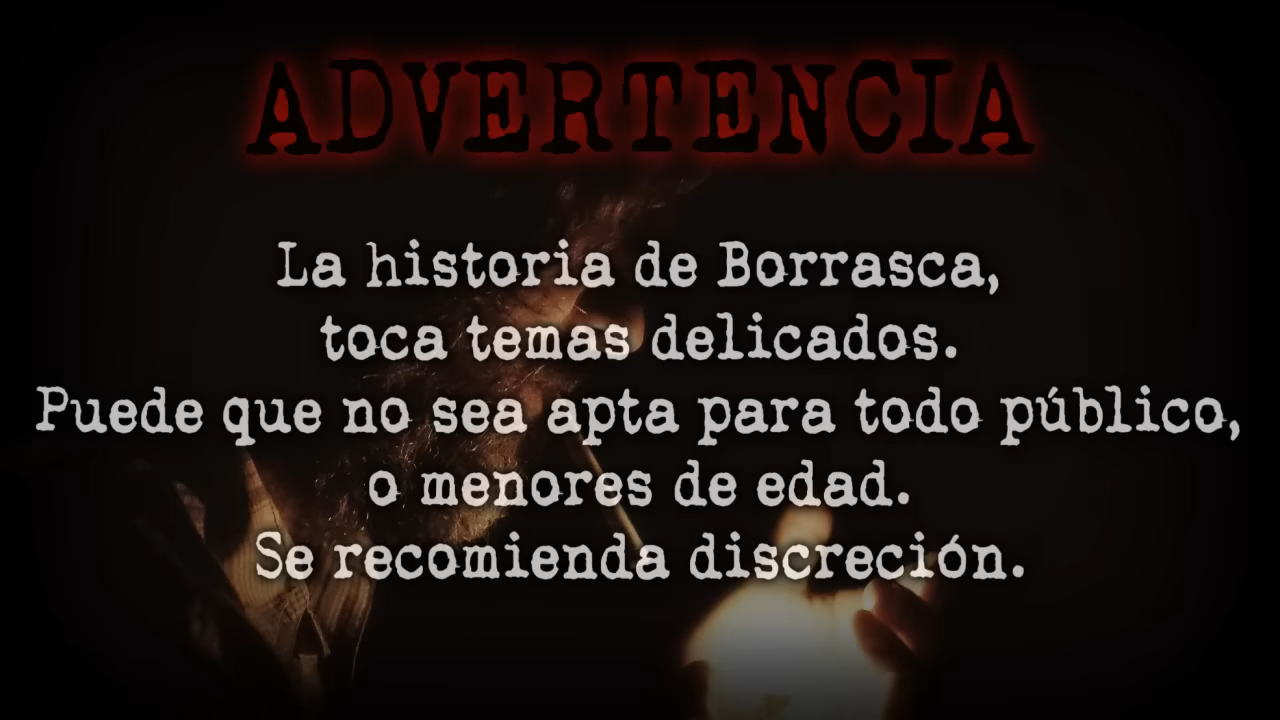 ADVERTENCIA
La historia de Borrasca,
toca temas delicados.
Puede que no sea apta para todo público,
o menores de edad.
Se recomienda discreción.